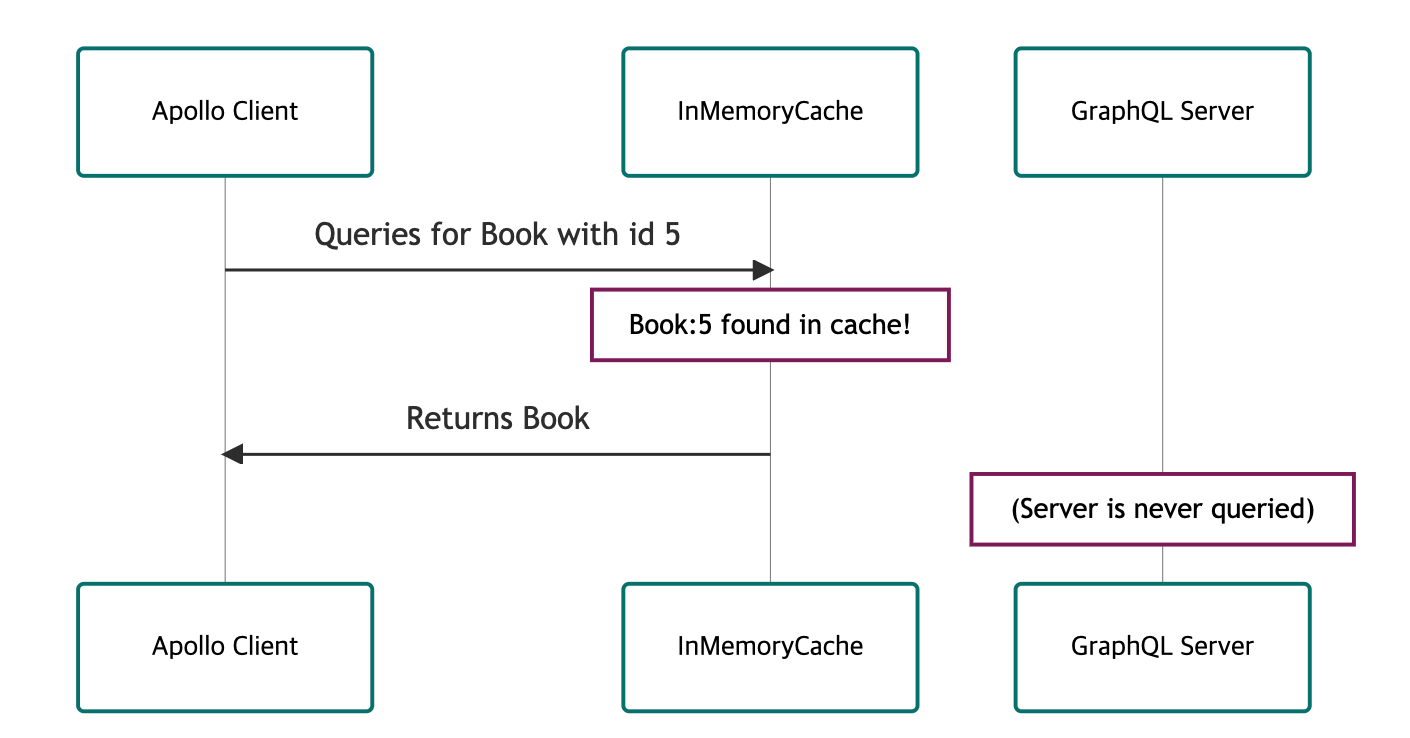 Apollo Client
InMemoryCache
GraphQL Server
Queries for Book with id 5
Book:5 found in cache!
Returns Book
(Server is never queried)
Apollo Client
InMemoryCache
GraphQL Server